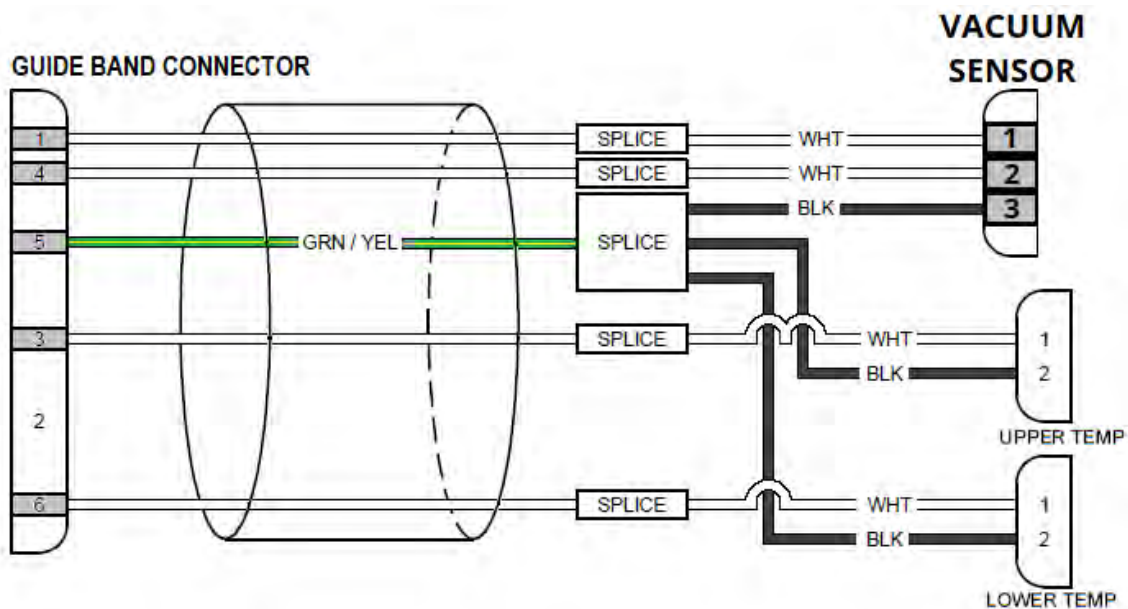 VACUUM
SENSOR
GUIDE BAND CONNECTOR
1 SPLICE WHT 1
4 SPLICE WHT 2
BLK 3
5 GRN / YEL SPLICE
3 SPLICE WHT 1
BLK 2
2
UPPER TEMP
6 SPLICE WHT 1
BLK 2
LOWER TEMP